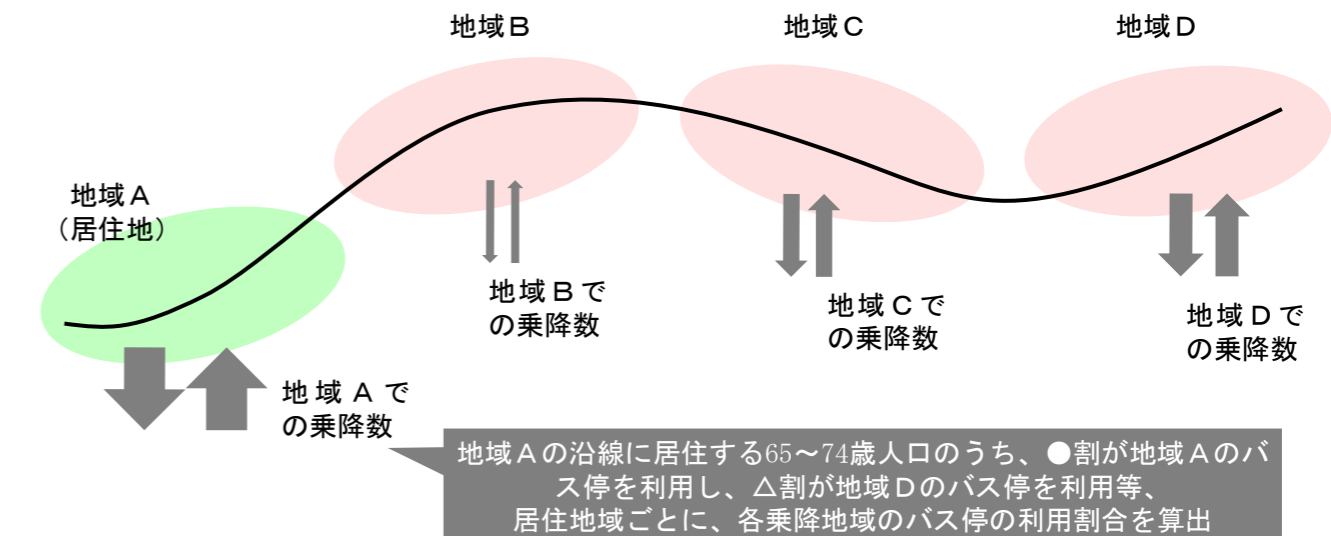 地域B
地域C
地域D
地域A
（居住地）
地域Bで
の乗降数
地域Cで
の乗降数
地域Dで
の乗降数
地域Aで
の乗降数
地域Aの沿線に居住する65～74歳人口のうち、●割が地域Aのバ
ス停を利用し、△割が地域Dのバス停を利用等、
居住地域ごとに、各乗降地域のバス停の利用割合を算出